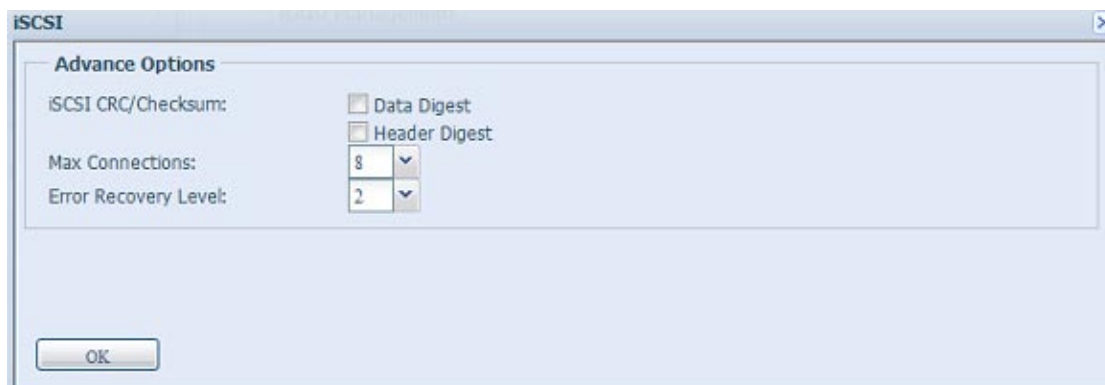 iSCSI
Advance Options
iSCSI CRC/Checksum:
Data Digest
Header Digest
Max Connections: 8
Error Recovery Level: 2
OK